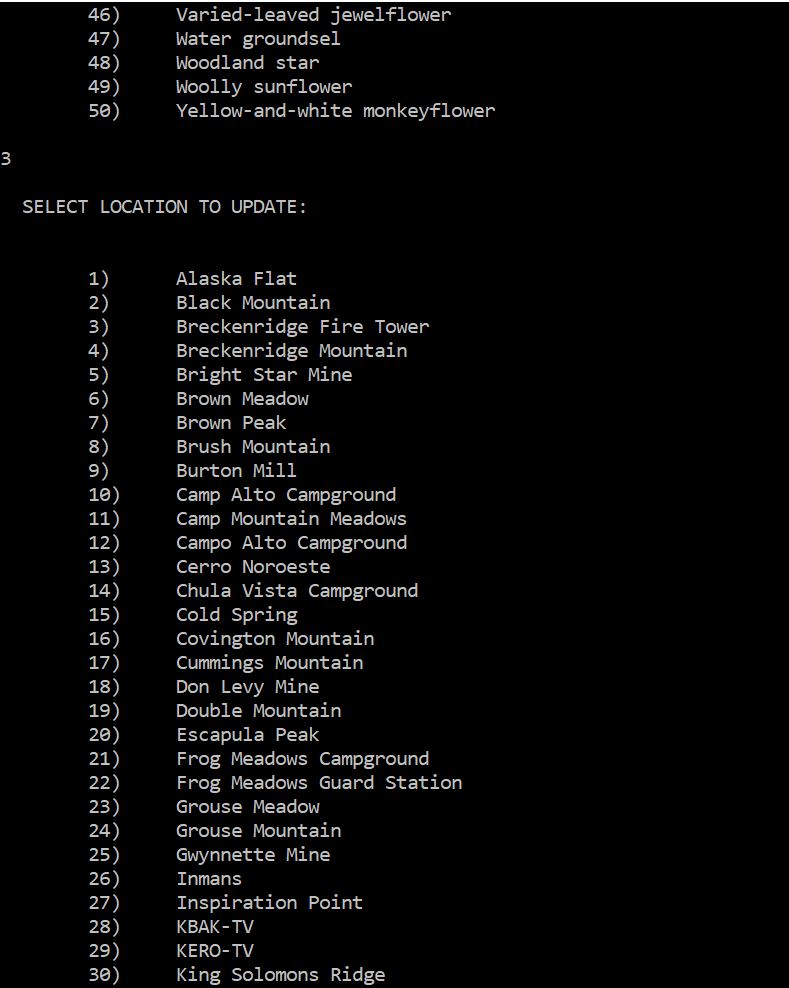 46) Varied-leaved jewelflower
47) Water groundsel
48) Woodland star
49) Woolly sunflower
50) Yellow-and-white monkeyflower
3
SELECT LOCATION TO UPDATE:
1) Alaska Flat
2) Black Mountain
3) Breckenridge Fire Tower
4) Breckenridge Mountain
5) Bright Star Mine
6) Brown Meadow
7) Brown Peak
8) Brush Mountain
9) Burton Mill
10) Camp Alto Campground
11) Camp Mountain Meadows
12) Campo Alto Campground
13) Cerro Noroeste
14) Chula Vista Campground
15) Cold Spring
16) Covington Mountain
17) Cummings Mountain
18) Don Levy Mine
19) Double Mountain
20) Escapula Peak
21) Frog Meadows Campground
22) Frog Meadows Guard Station
23) Grouse Meadow
24) Grouse Mountain
25) Gwynnette Mine
26) Inmans
27) Inspiration Point
28) KBAK-TV
29) KERO-TV
30) King Solomons Ridge